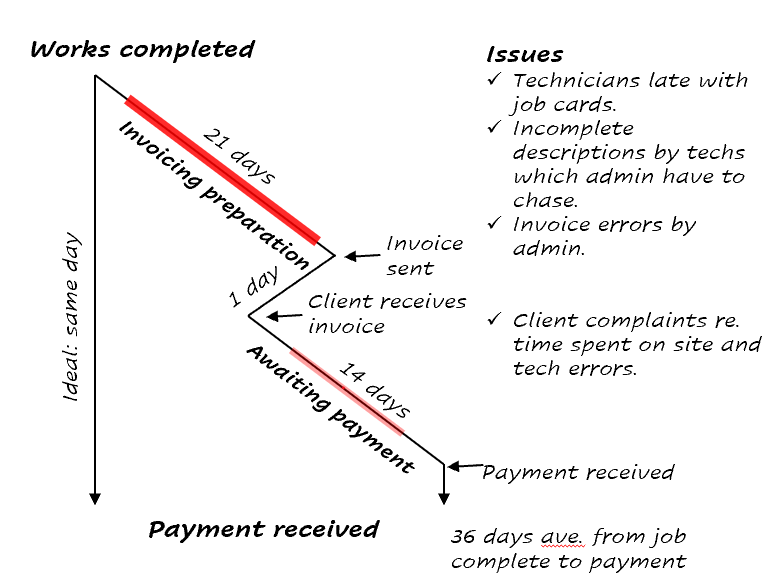 Works completed
Issues
✓ Technicians late with
job cards.
✓ Incomplete
descriptions by techs
which admin have to
chase.
✓ Invoice errors by
admin.
21 days
Invoicing preparation
Invoice
sent
1 day
Client receives
invoice
Ideal: same day
✓ Client complaints re.
time spent on site and
tech errors.
14 days
Awaiting payment
Payment received
Payment received
36 days ave. from job
complete to payment